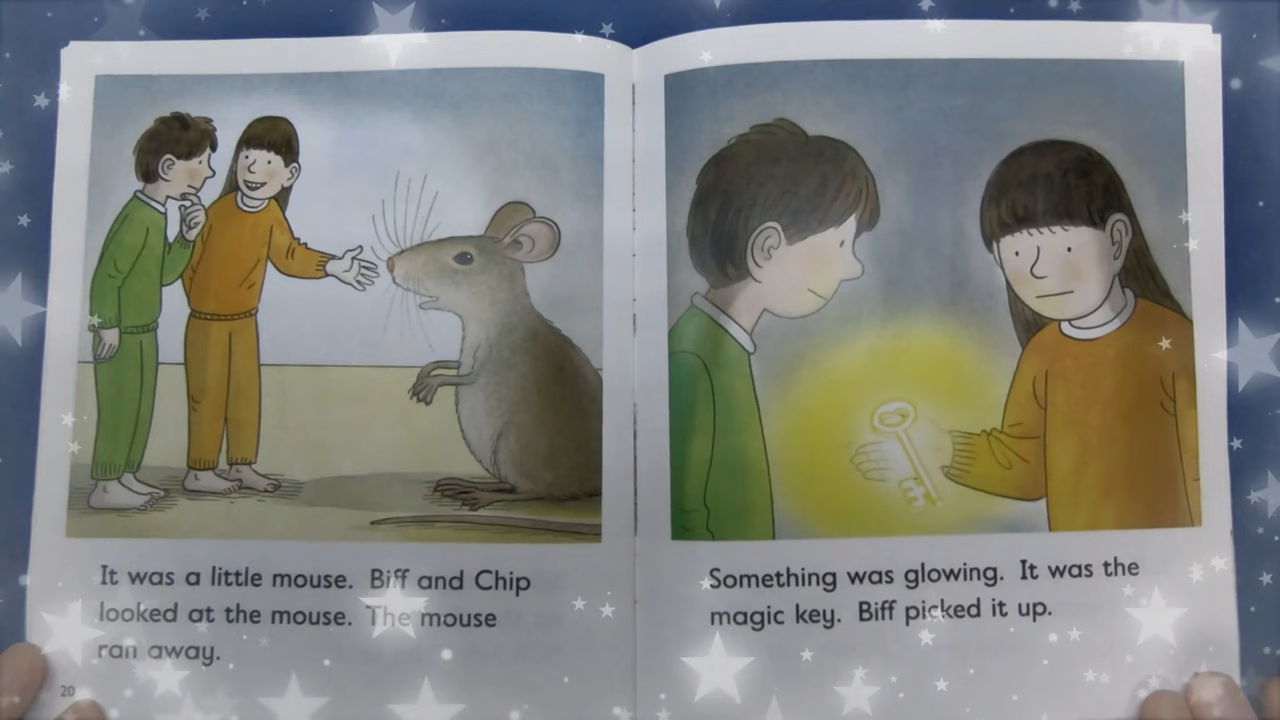 It was a little mouse. Biff and Chip
looked at the mouse. The mouse
ran away.
20
Something was glowing. It was the
magic key. Biff picked it up.